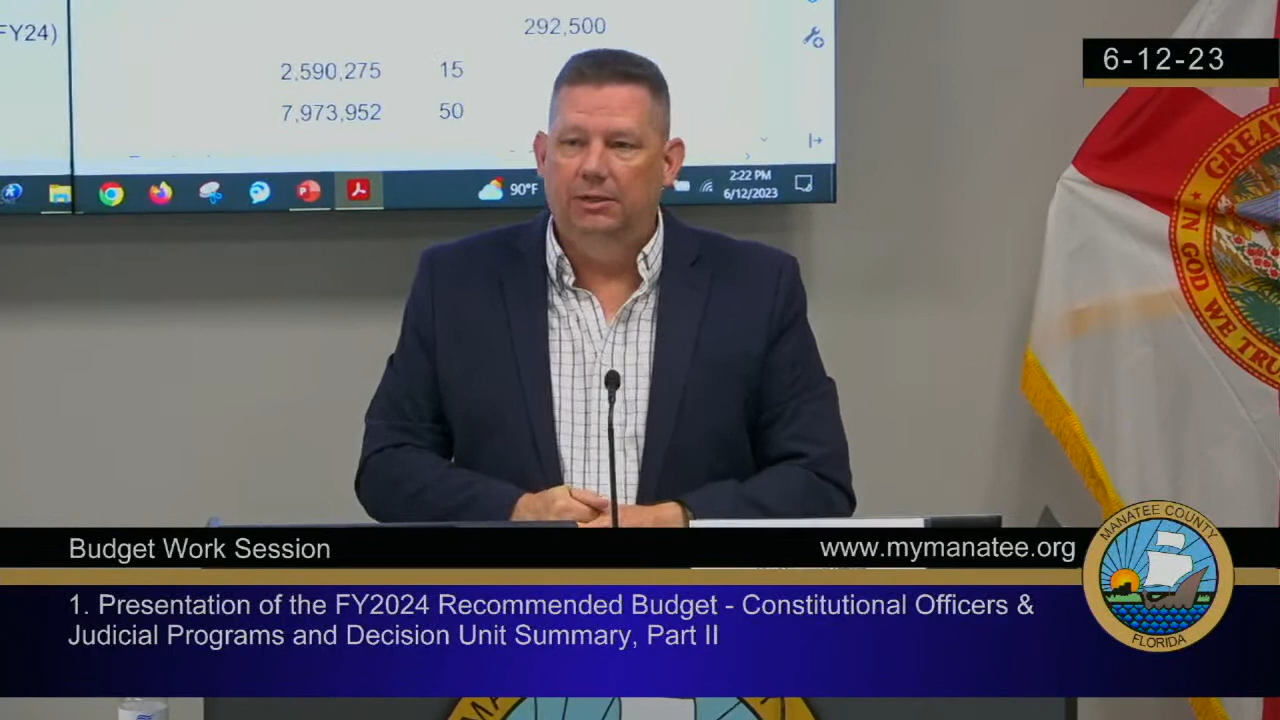 FY24)
292,500
2,590,275 15
7,973,952 50
90°F
2:22 PM
6/12/2023
6-12-23
GREAT
IN GOD WE TRU
Budget Work Session
www.mymanatee.org
1. Presentation of the FY2024 Recommended Budget - Constitutional Officers &
Judicial Programs and Decision Unit Summary, Part II
MANATEE COUNTY
FLORIDA